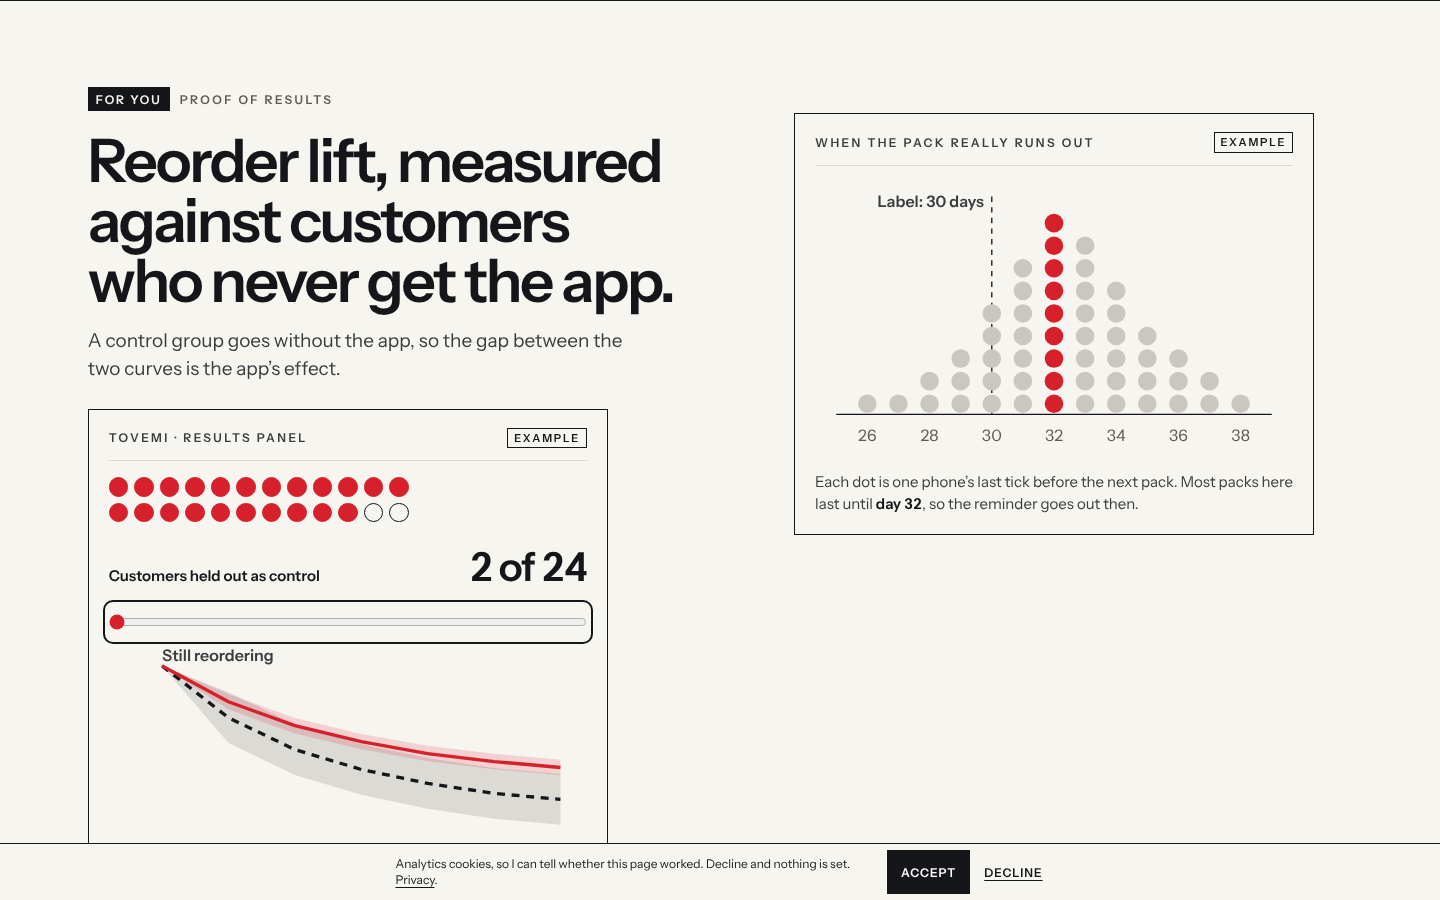 FOR YOU PROOF OF RESULTS
Reorder lift, measured
against customers
who never get the app.
A control group goes without the app, so the gap between the
two curves is the app’s effect.
TOVEMI · RESULTS PANEL EXAMPLE
Customers held out as control 2 of 24
Still reordering
WHEN THE PACK REALLY RUNS OUT EXAMPLE
Label: 30 days
26 28 30 32 34 36 38
Each dot is one phone’s last tick before the next pack. Most packs here
last until day 32, so the reminder goes out then.
Analytics cookies, so I can tell whether this page worked. Decline and nothing is set.
Privacy.
ACCEPT DECLINE